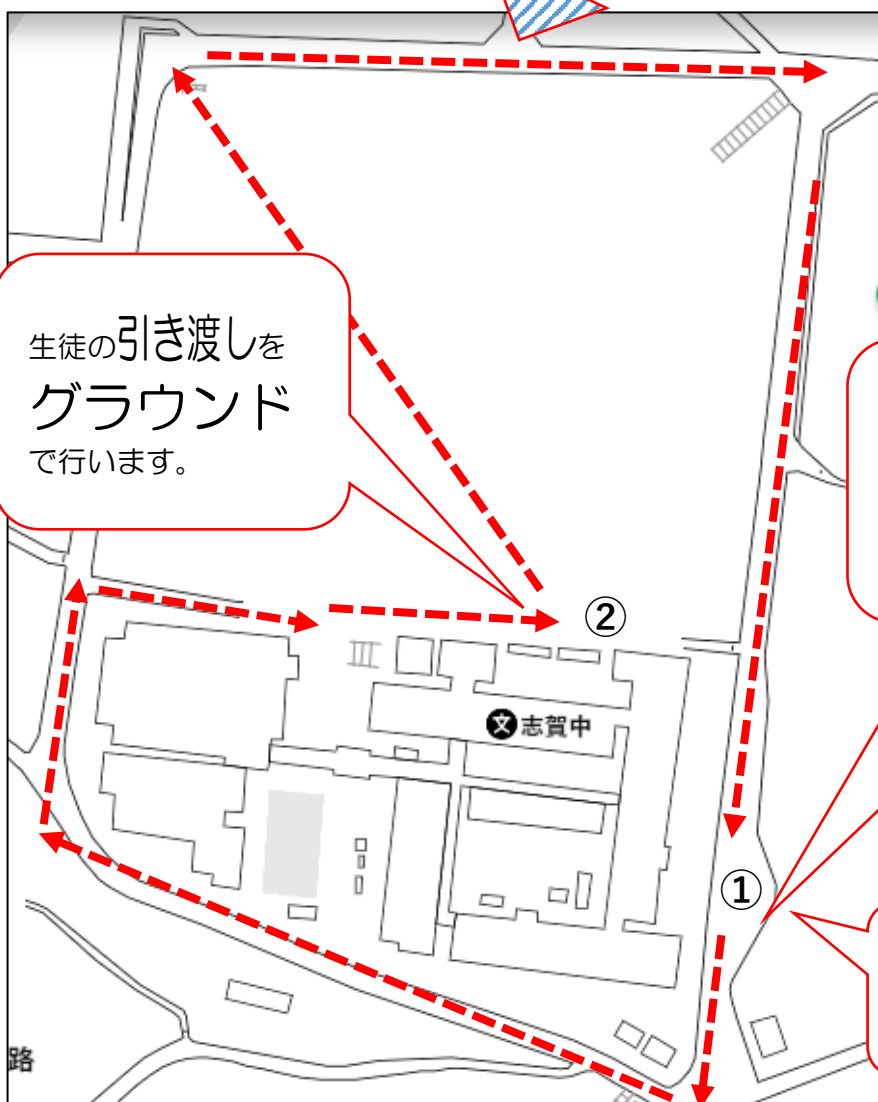 生徒の引き渡しを
グラウンド
で行います。
②
志賀中
①
路